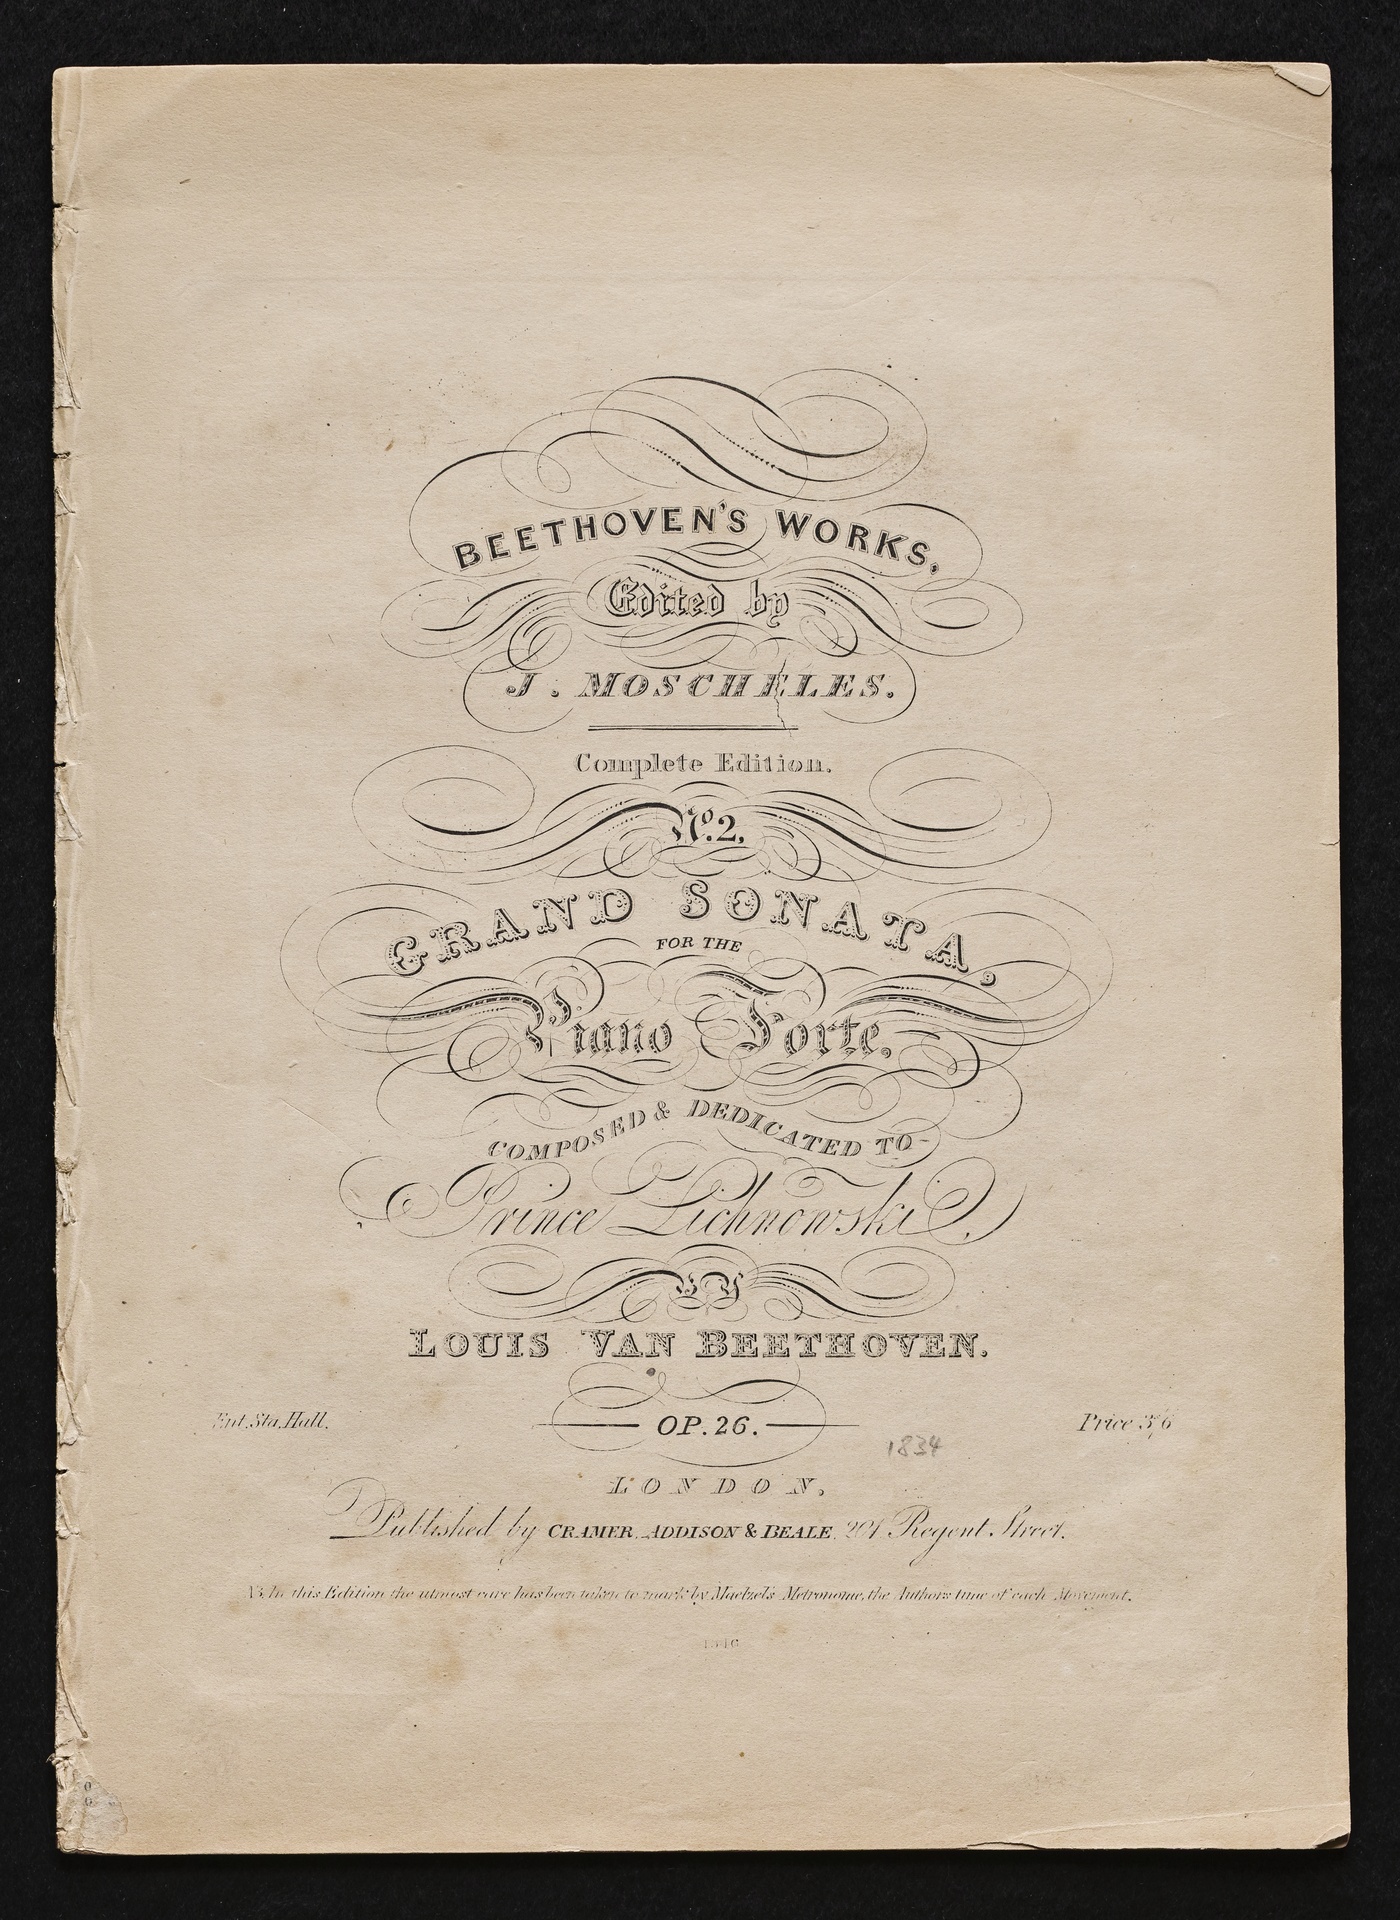 BEETHOVEN'S WORKS,
Edited by
J. MOSCHELES.
Complete Edition.
No. 2.
GRAND SONATA,
FOR THE
Piano Forte,
COMPOSED & DEDICATED TO
Prince Lichnowski,
BY
LOUIS VAN BEETHOVEN.
Ent. Sta. Hall.
OP. 26.
Price 3/6
1834
LONDON,
Published by CRAMER, ADDISON & BEALE, 201 Regent Street.
NB. In this Edition the utmost care has been taken to mark by Maelzel's Metronome, the Authors time of each Movement.